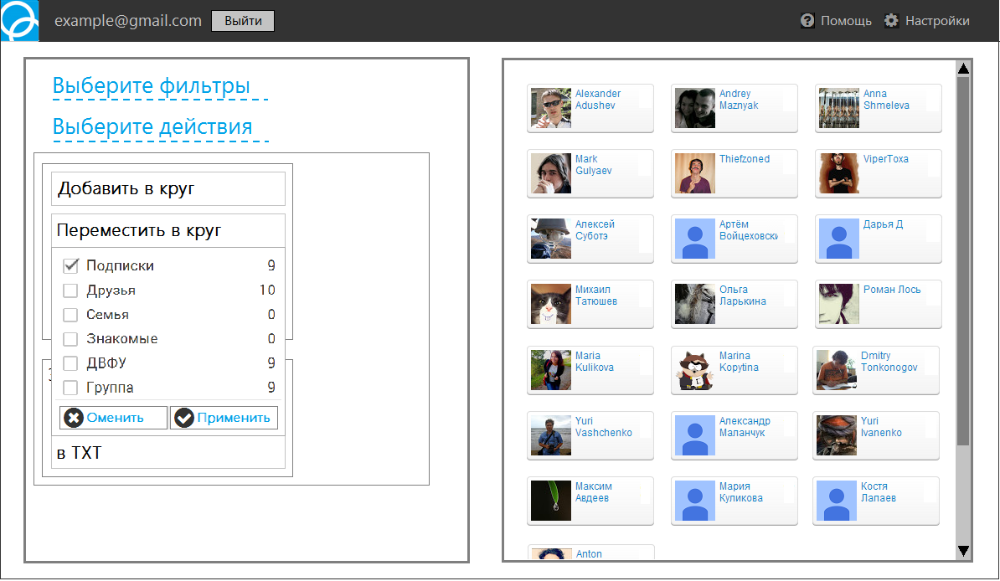 example@gmail.com
Выйти
Помощь
Настройки
Выберите фильтры
Выберите действия
Добавить в круг
Переместить в круг
Подписки 9
Друзья 10
Семья 0
Знакомые 0
ДВФУ 9
Группа 9
Оменить
Применить
в TXT
Alexander
Adushev
Andrey
Maznyak
Anna
Shmeleva
Mark
Gulyaev
Thiefzoned
ViperToxa
Алексей
Суботэ
Артём
Войцеховски
Дарья Д
Михаил
Татюшев
Ольга
Ларькина
Роман Лось
Maria
Kulikova
Marina
Kopytina
Dmitry
Tonkonogov
Yuri
Vashchenko
Александр
Маланчук
Yuri
Ivanenko
Максим
Авдеев
Мария
Куликова
Костя
Лапаев
Anton